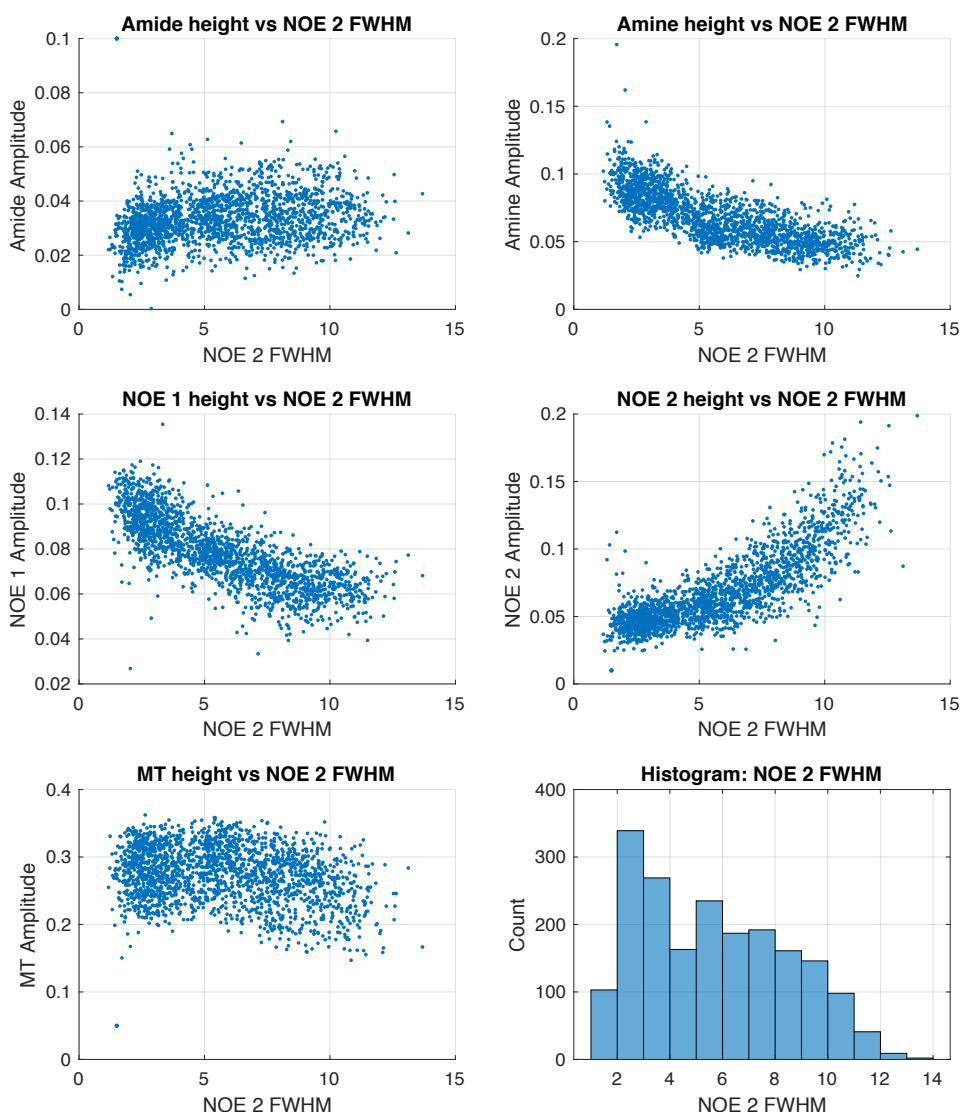 Amide height vs NOE 2 FWHM
0.1
0.08
0.06
0.04
0.02
0
Amide Amplitude
0 5 10 15
NOE 2 FWHM
Amine height vs NOE 2 FWHM
0.2
0.15
0.1
0.05
0
Amine Amplitude
0 5 10 15
NOE 2 FWHM
NOE 1 height vs NOE 2 FWHM
0.14
0.12
0.1
0.08
0.06
0.04
0.02
NOE 1 Amplitude
0 5 10 15
NOE 2 FWHM
NOE 2 height vs NOE 2 FWHM
0.2
0.15
0.1
0.05
0
NOE 2 Amplitude
0 5 10 15
NOE 2 FWHM
MT height vs NOE 2 FWHM
0.4
0.3
0.2
0.1
0
MT Amplitude
0 5 10 15
NOE 2 FWHM
Histogram: NOE 2 FWHM
400
300
200
100
0
Count
2 4 6 8 10 12 14
NOE 2 FWHM